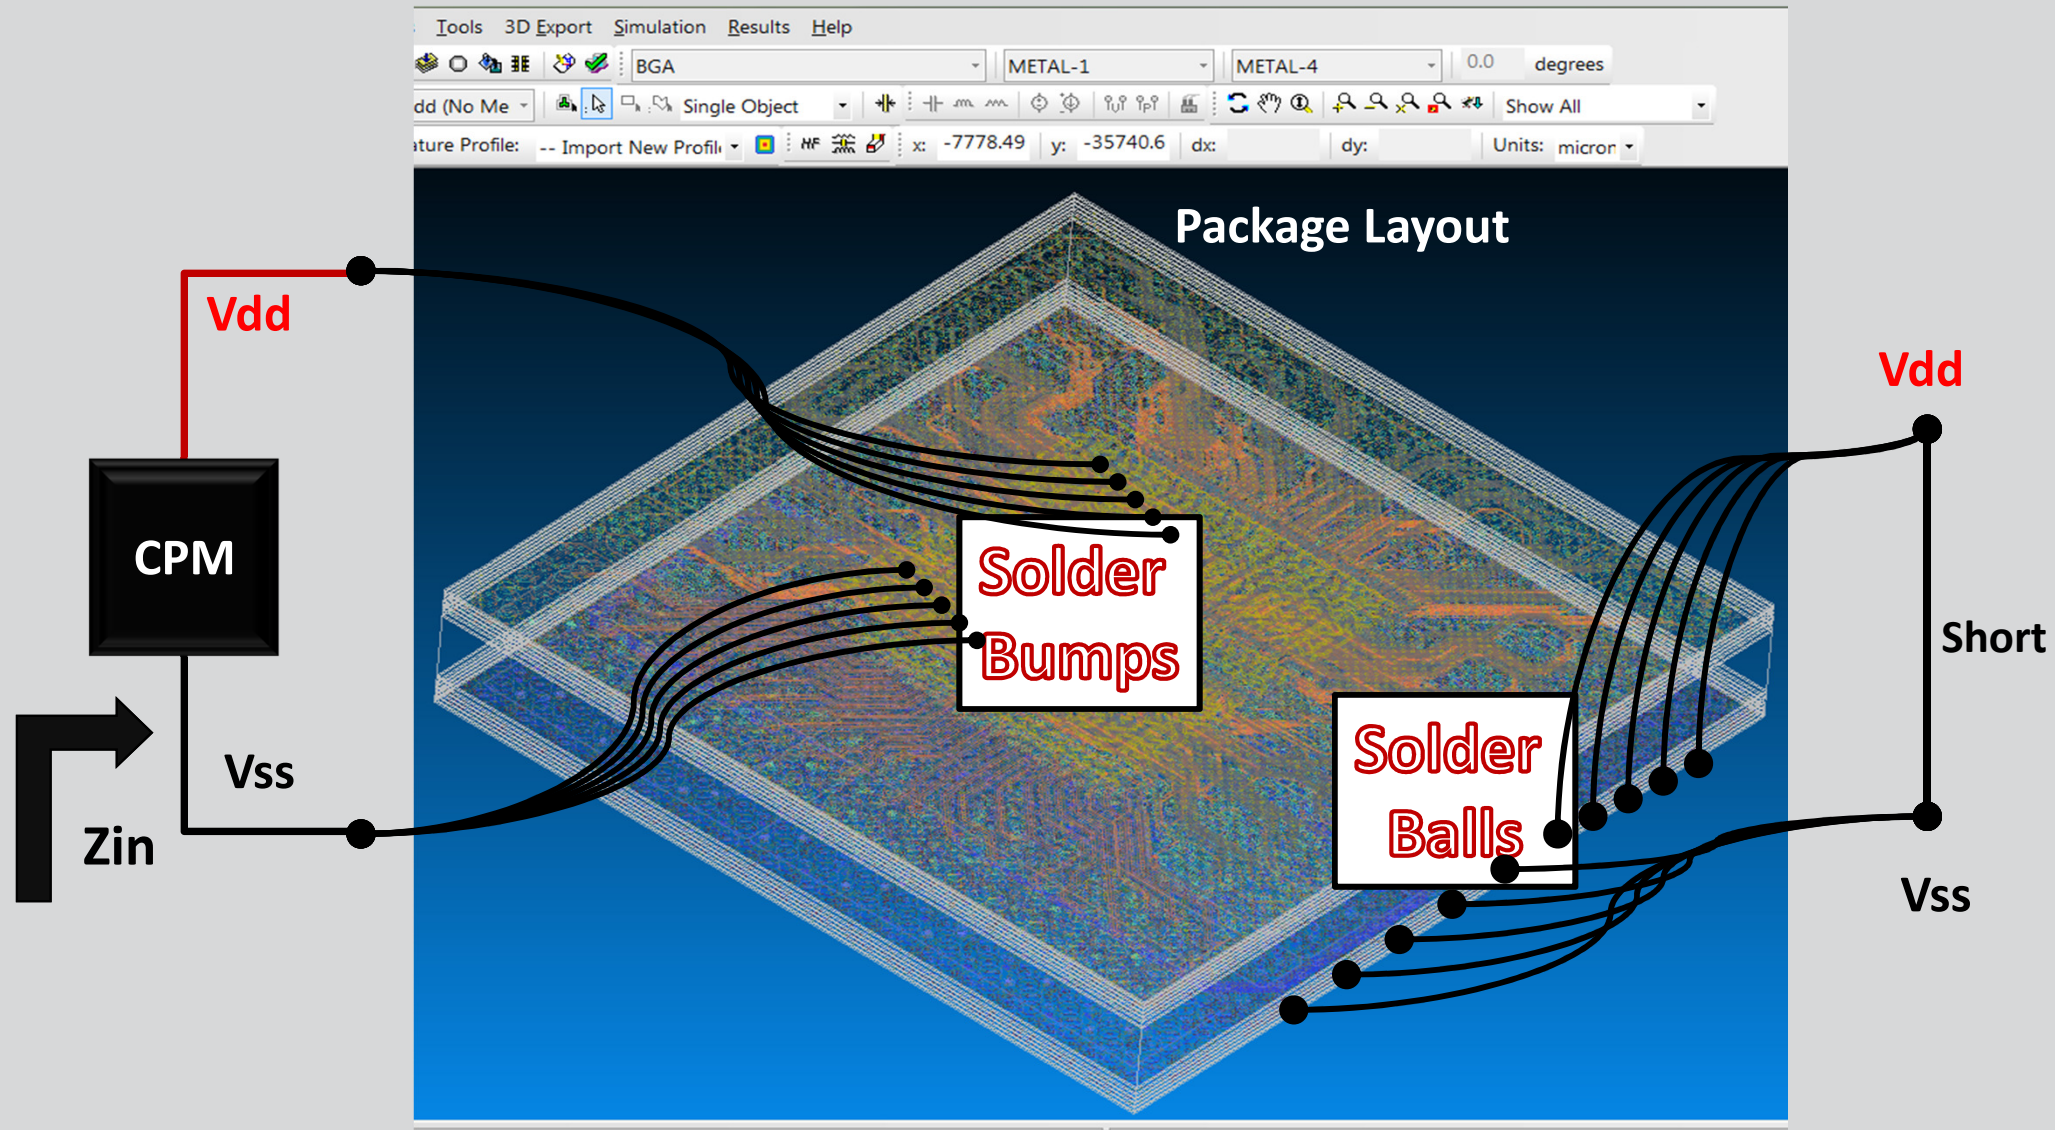 Tools 3D Export Simulation Results Help
BGA METAL-1 METAL-4 0.0 degrees
dd (No Me Single Object Show All
ature Profile: -- Import New Profil x: -7778.49 y: -35740.6 dx: dy: Units: micron
Package Layout
Vdd
Vdd
CPM
Solder
Bumps
Short
Solder
Balls
Vss
Zin
Vss